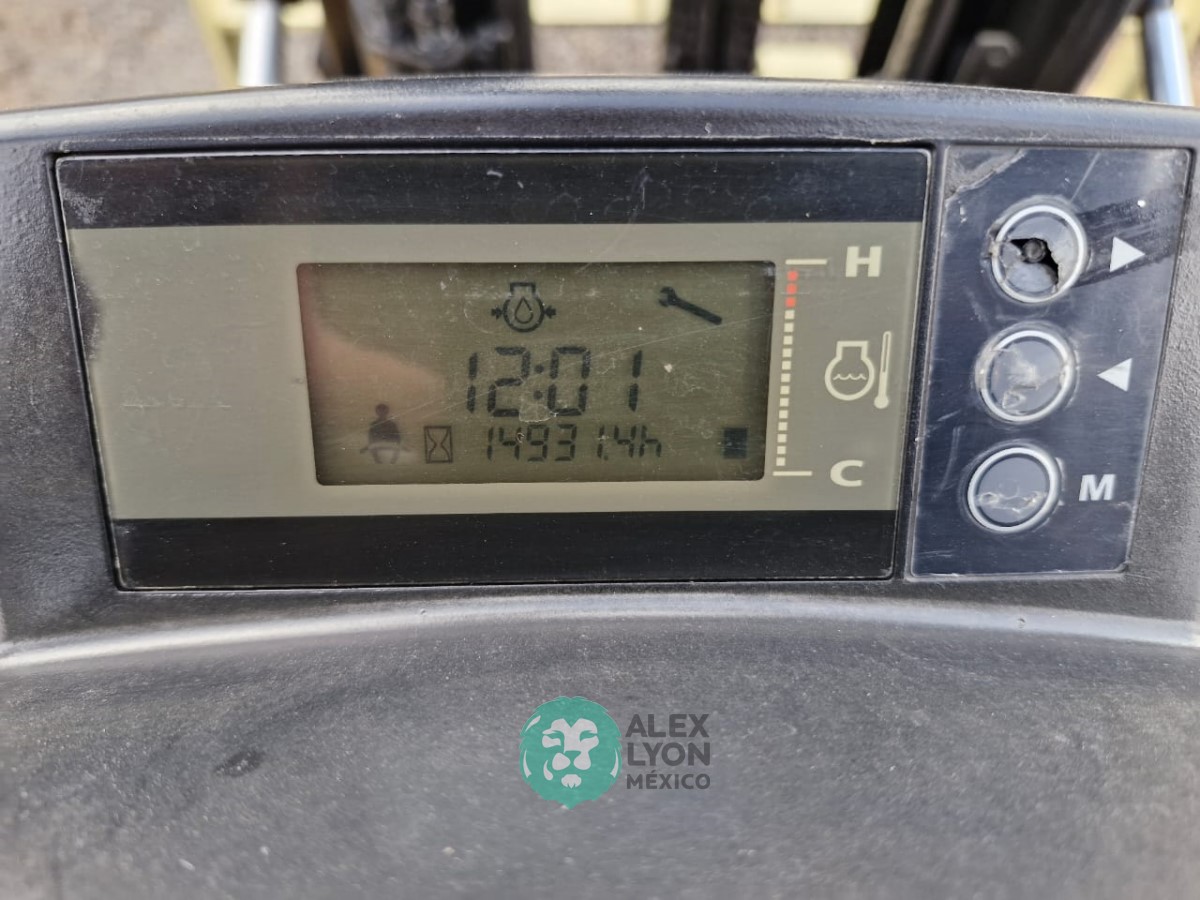 H
12:01
14931.4h
C
M
ALEX
LYON
MÉXICO